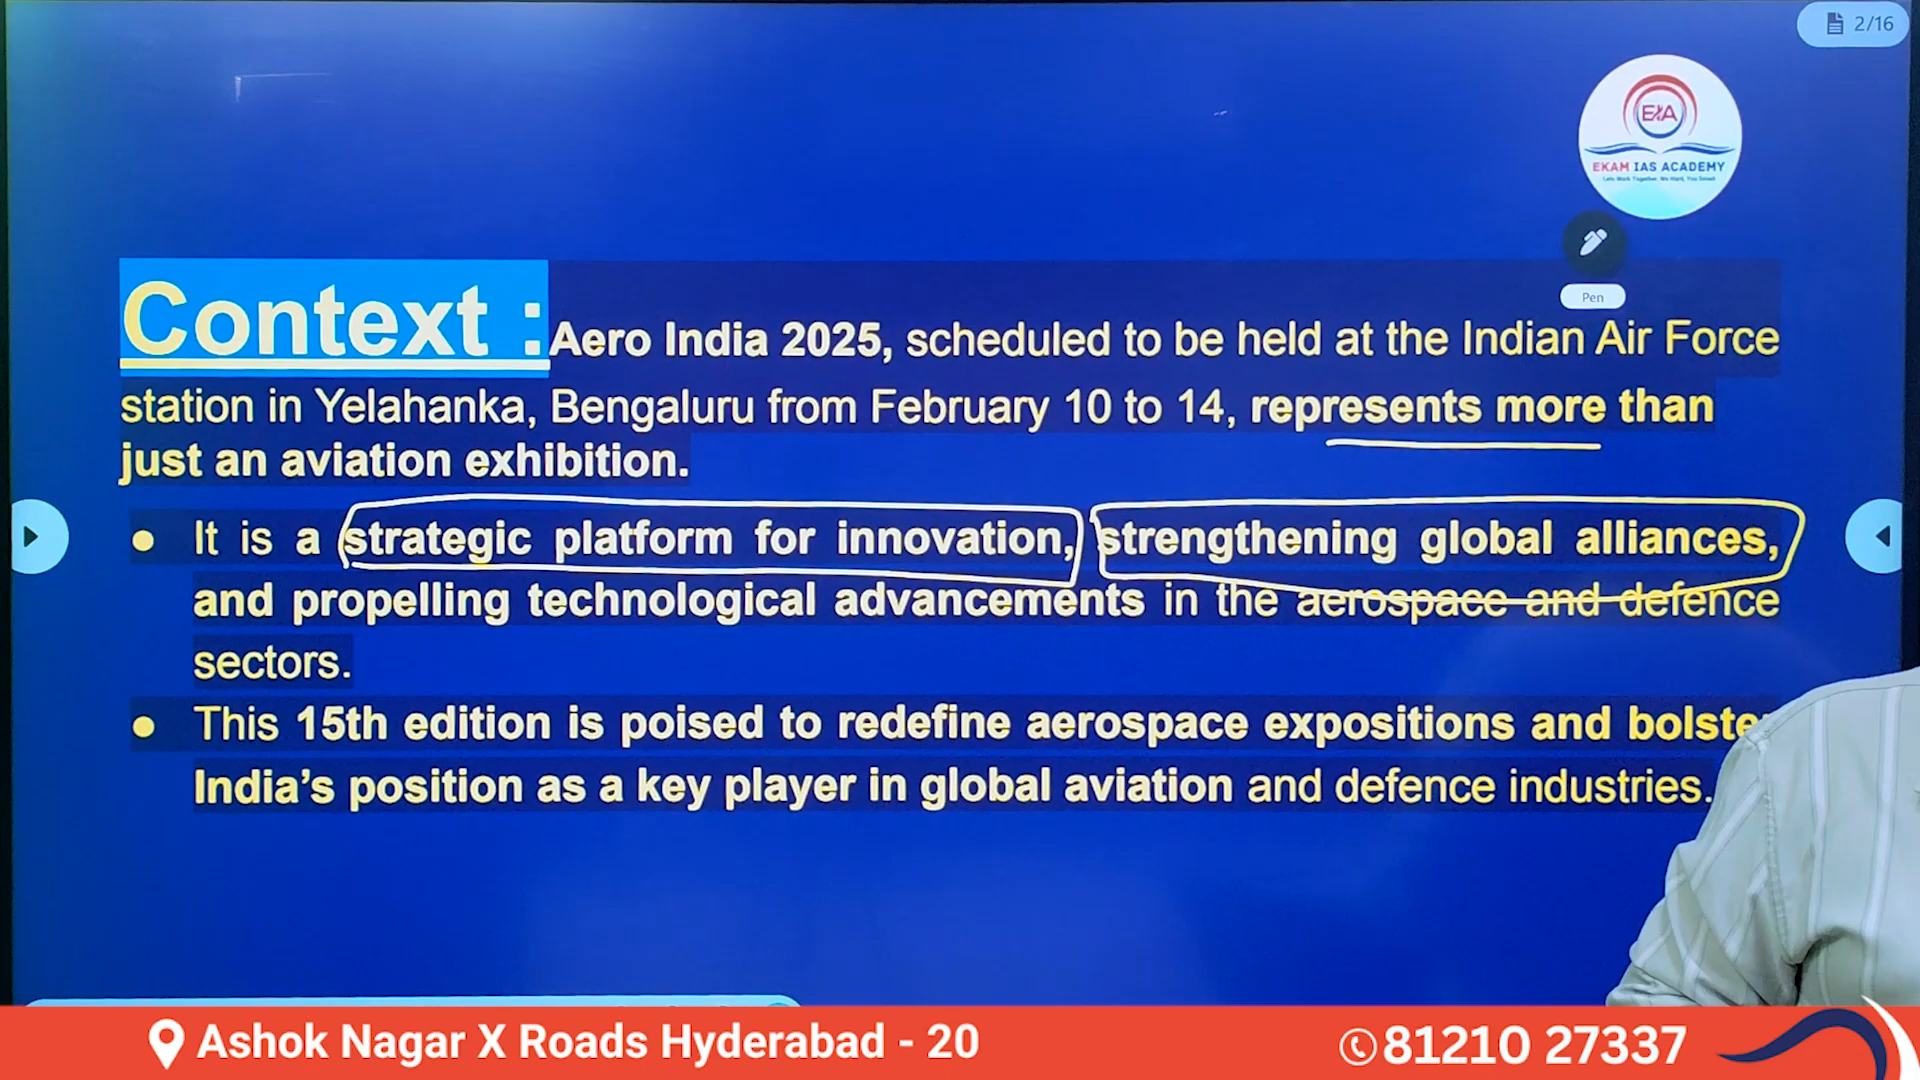 2/16
EKAM IAS ACADEMY
Pen
Context : Aero India 2025, scheduled to be held at the Indian Air Force
station in Yelahanka, Bengaluru from February 10 to 14, represents more than
just an aviation exhibition.
● It is a strategic platform for innovation, strengthening global alliances,
and propelling technological advancements in the aerospace and defence
sectors.
● This 15th edition is poised to redefine aerospace expositions and bolste
India's position as a key player in global aviation and defence industries.
Ashok Nagar X Roads Hyderabad - 20
81210 27337